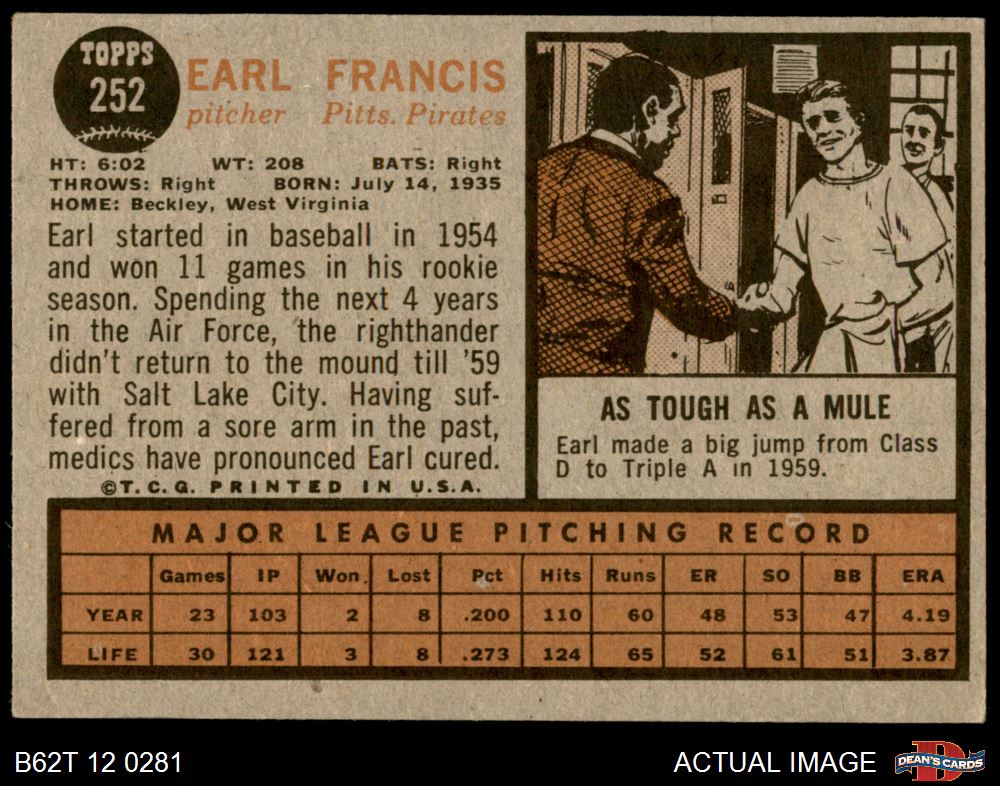 TOPPS
252
EARL FRANCIS
pitcher Pitts. Pirates
HT: 6:02 WT: 208 BATS: Right
THROWS: Right BORN: July 14, 1935
HOME: Beckley, West Virginia
Earl started in baseball in 1954
and won 11 games in his rookie
season. Spending the next 4 years
in the Air Force, the righthander
didn't return to the mound till '59
with Salt Lake City. Having suf-
fered from a sore arm in the past,
medics have pronounced Earl cured.
©T.C.G. PRINTED IN U.S.A.
AS TOUGH AS A MULE
Earl made a big jump from Class
D to Triple A in 1959.
MAJOR LEAGUE PITCHING RECORD
Games IP Won Lost Pct Hits Runs ER SO BB ERA
YEAR 23 103 2 8 .200 110 60 48 53 47 4.19
LIFE 30 121 3 8 .273 124 65 52 61 51 3.87
B62T 12 0281
ACTUAL IMAGE
DEAN'S CARDS